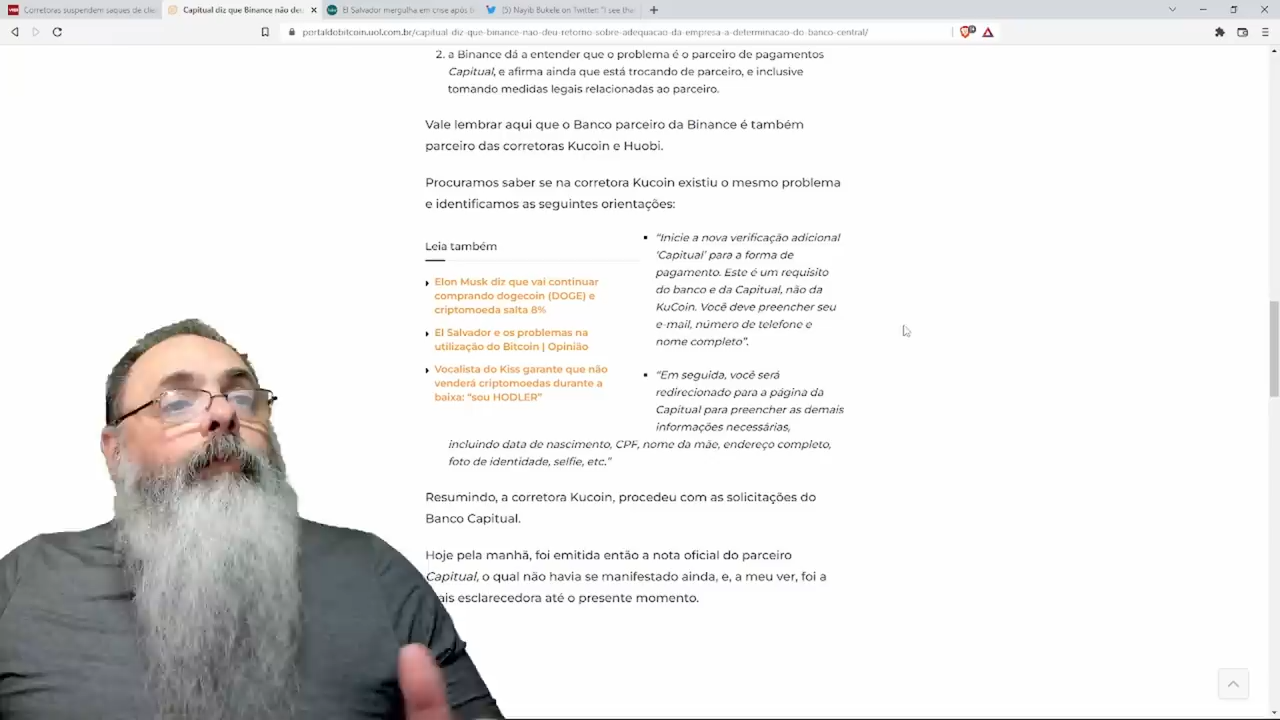 Corretoras suspendem saques de clie
Capitual diz que Binance não deu
El Salvador mergulha em crise após b
(5) Nayib Bukele on Twitter: "I see tha
portaldobitcoin.uol.com.br/capitual-diz-que-binance-nao-deu-retorno-sobre-adequacao-da-empresa-a-determinacao-do-banco-central/
2. a Binance dá a entender que o problema é o parceiro de pagamentos
Capitual, e afirma ainda que está trocando de parceiro, e inclusive
tomando medidas legais relacionadas ao parceiro.
Vale lembrar aqui que o Banco parceiro da Binance é também
parceiro das corretoras Kucoin e Huobi.
Procuramos saber se na corretora Kucoin existiu o mesmo problema
e identificamos as seguintes orientações:
Leia também
Elon Musk diz que vai continuar
comprando dogecoin (DOGE) e
criptomoeda salta 8%
El Salvador e os problemas na
utilização do Bitcoin | Opinião
Vocalista do Kiss garante que não
venderá criptomoedas durante a
baixa: “sou HODLER”
“Inicie a nova verificação adicional
‘Capitual’ para a forma de
pagamento. Este é um requisito
do banco e da Capitual, não da
KuCoin. Você deve preencher seu
e-mail, número de telefone e
nome completo”.
“Em seguida, você será
redirecionado para a página da
Capitual para preencher as demais
informações necessárias,
incluindo data de nascimento, CPF, nome da mãe, endereço completo,
foto de identidade, selfie, etc.”
Resumindo, a corretora Kucoin, procedeu com as solicitações do
Banco Capitual.
Hoje pela manhã, foi emitida então a nota oficial do parceiro
Capitual, o qual não havia se manifestado ainda, e, a meu ver, foi a
ais esclarecedora até o presente momento.